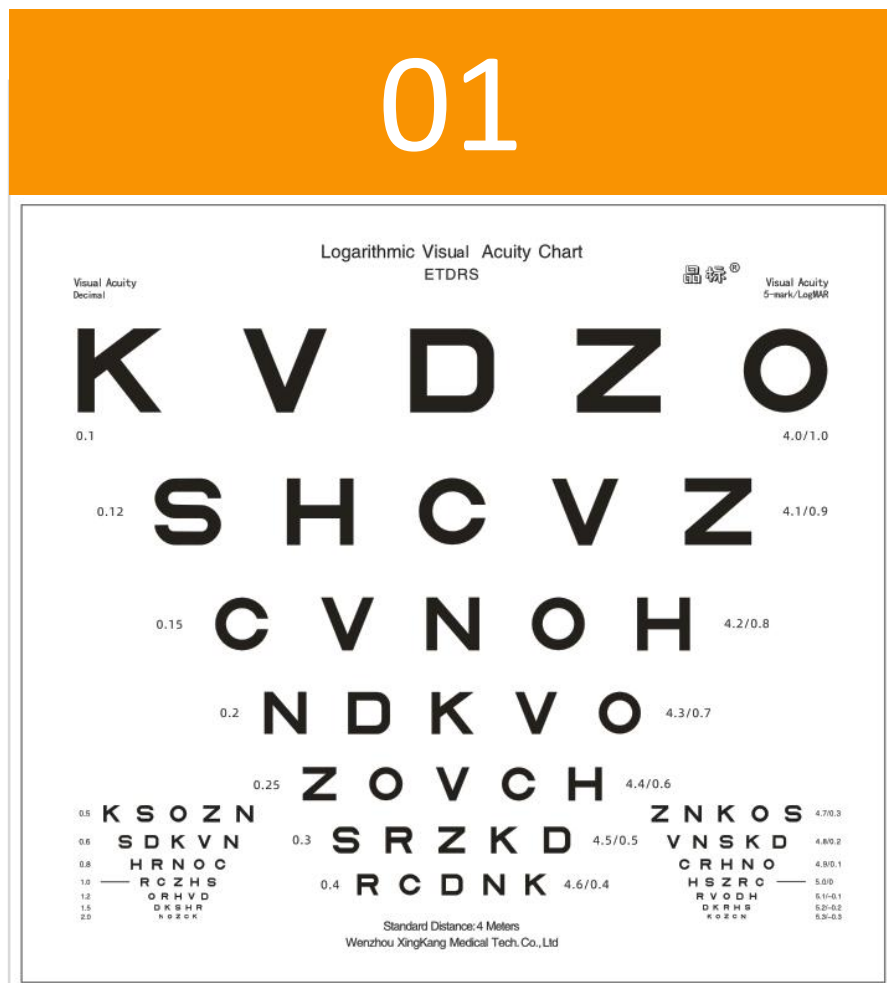 01
Logarithmic Visual Acuity Chart
ETDRS
晶标®
Visual Acuity
Decimal
Visual Acuity
5-mark/LogMAR
K V D Z O
0.1 4.0/1.0
0.12 S H C V Z 4.1/0.9
0.15 C V N O H 4.2/0.8
0.2 N D K V O 4.3/0.7
0.25 Z O V C H 4.4/0.6
0.5 K S O Z N Z N K O S 4.7/0.3
0.3 S R Z K D 4.5/0.5
0.6 S D K V N V N S K D 4.8/0.2
0.8 H R N O C C R H N O 4.9/0.1
0.4 R C D N K 4.6/0.4
1.0 R C Z H S H S Z R C 5.0/0
1.2 O R H V D R V O D H 5.1/-0.1
1.5 D K S H R D K R H S 5.2/-0.2
2.0 K O Z C N 5.3/-0.3
Standard Distance: 4 Meters
Wenzhou XingKang Medical Tech. Co., Ltd